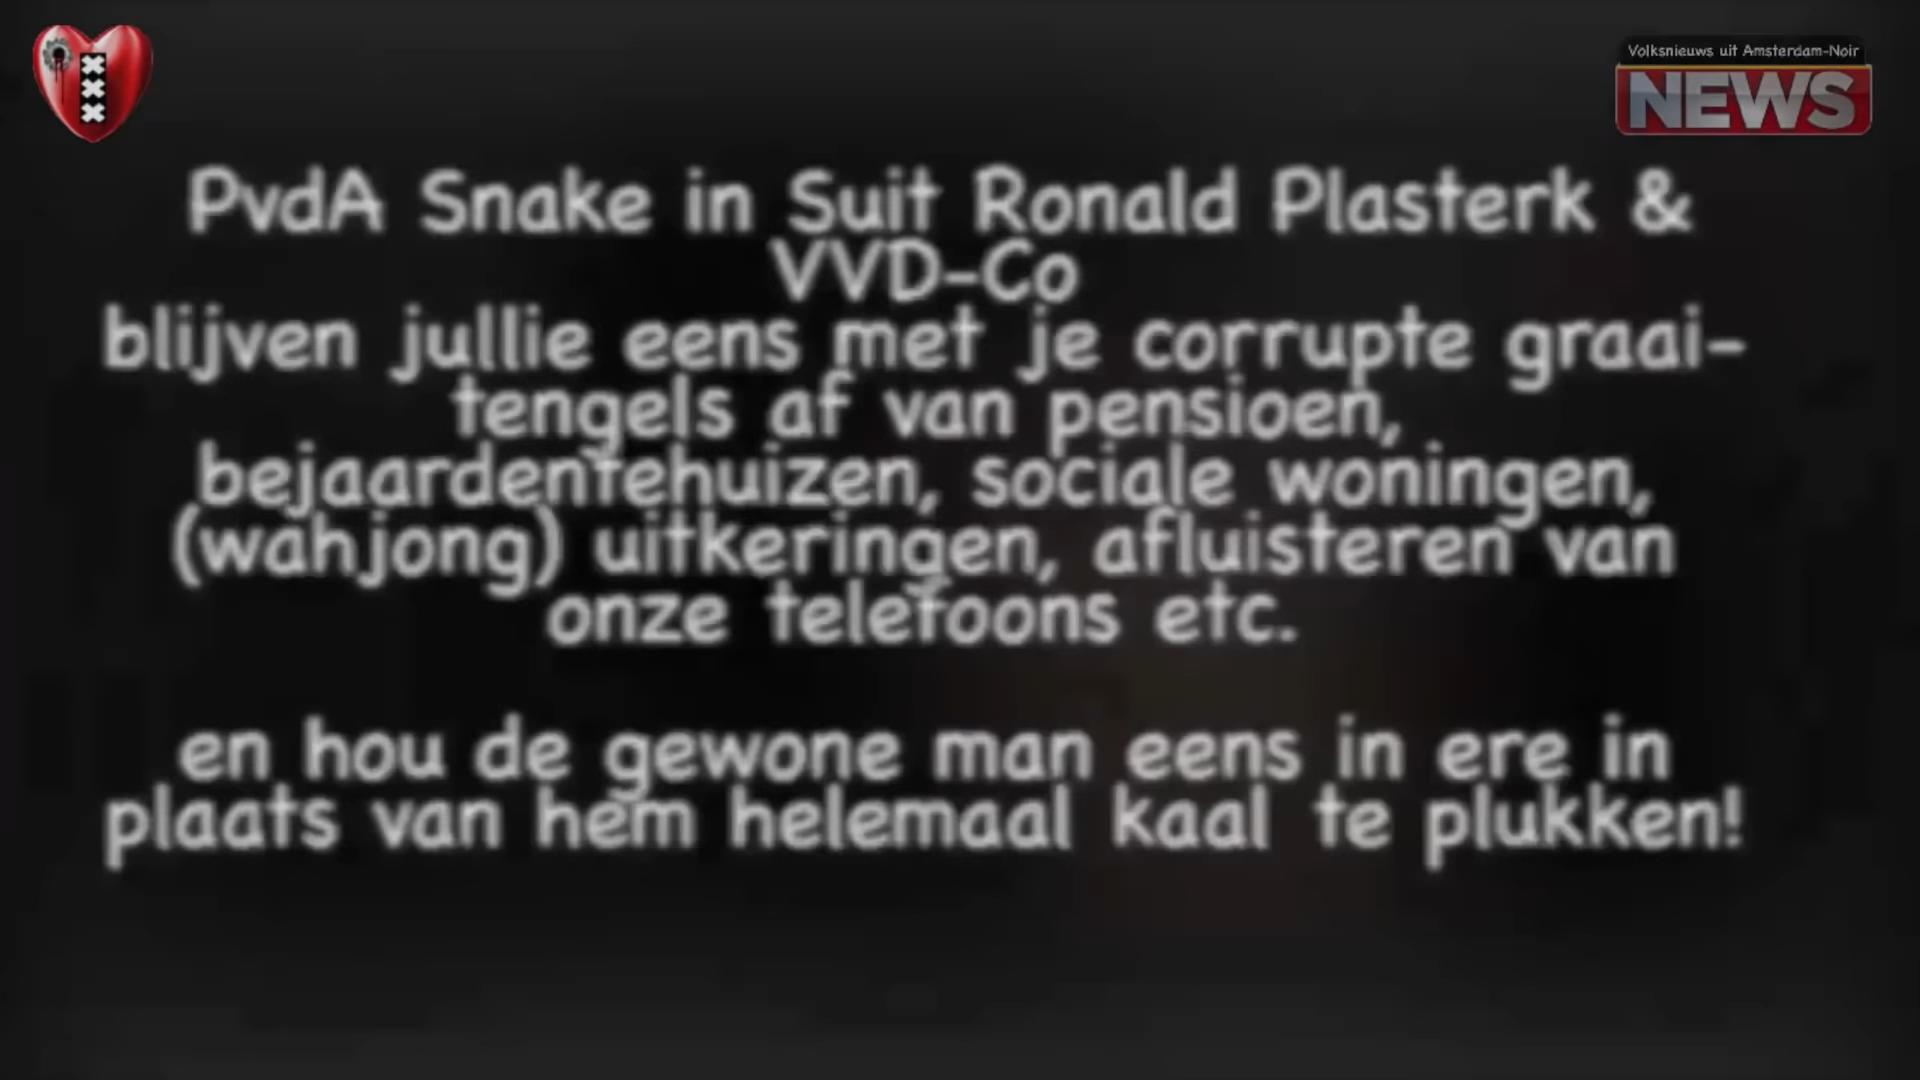 Volksnieuws uit Amsterdam-Noir
NEWS
PvdA Snake in Suit Ronald Plasterk &
VVD-Co
blijven jullie eens met je corrupte graai-
tengels af van pensioen,
bejaardentehuizen, sociale woningen,
(wahjong) uitkeringen, afluisteren van
onze telefoons etc.
en hou de gewone man eens in ere in
plaats van hem helemaal kaal te plukken!